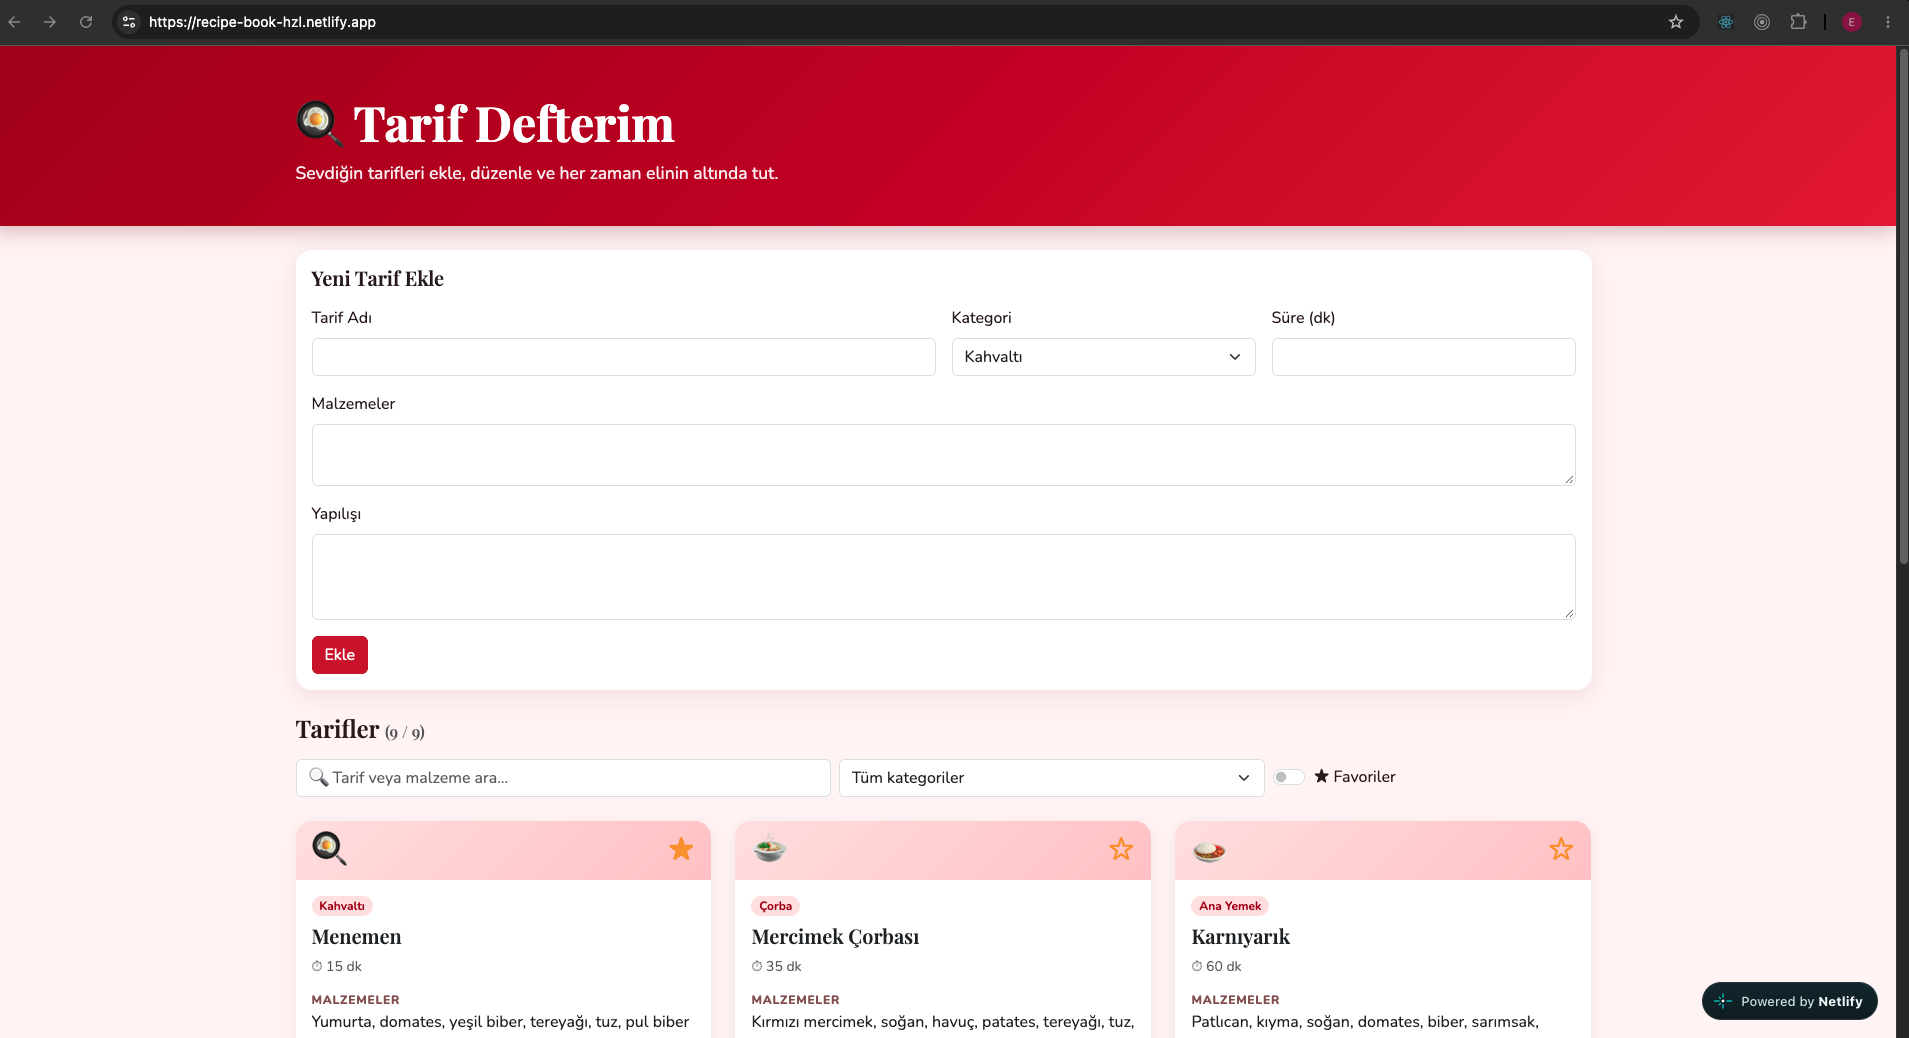 https://recipe-book-hzl.netlify.app
E
Tarif Defterim
Sevdiğin tarifleri ekle, düzenle ve her zaman elinin altında tut.
Yeni Tarif Ekle
Tarif Adı
Kategori
Süre (dk)
Kahvaltı
Malzemeler
Yapılışı
Ekle
Tarifler (9 / 9)
Tarif veya malzeme ara...
Tüm kategoriler
★ Favoriler
Kahvaltı
Menemen
15 dk
MALZEMELER
Yumurta, domates, yeşil biber, tereyağı, tuz, pul biber
Çorba
Mercimek Çorbası
35 dk
MALZEMELER
Kırmızı mercimek, soğan, havuç, patates, tereyağı, tuz,
Ana Yemek
Karnıyarık
60 dk
MALZEMELER
Patlıcan, kıyma, soğan, domates, biber, sarımsak,
Powered by Netlify